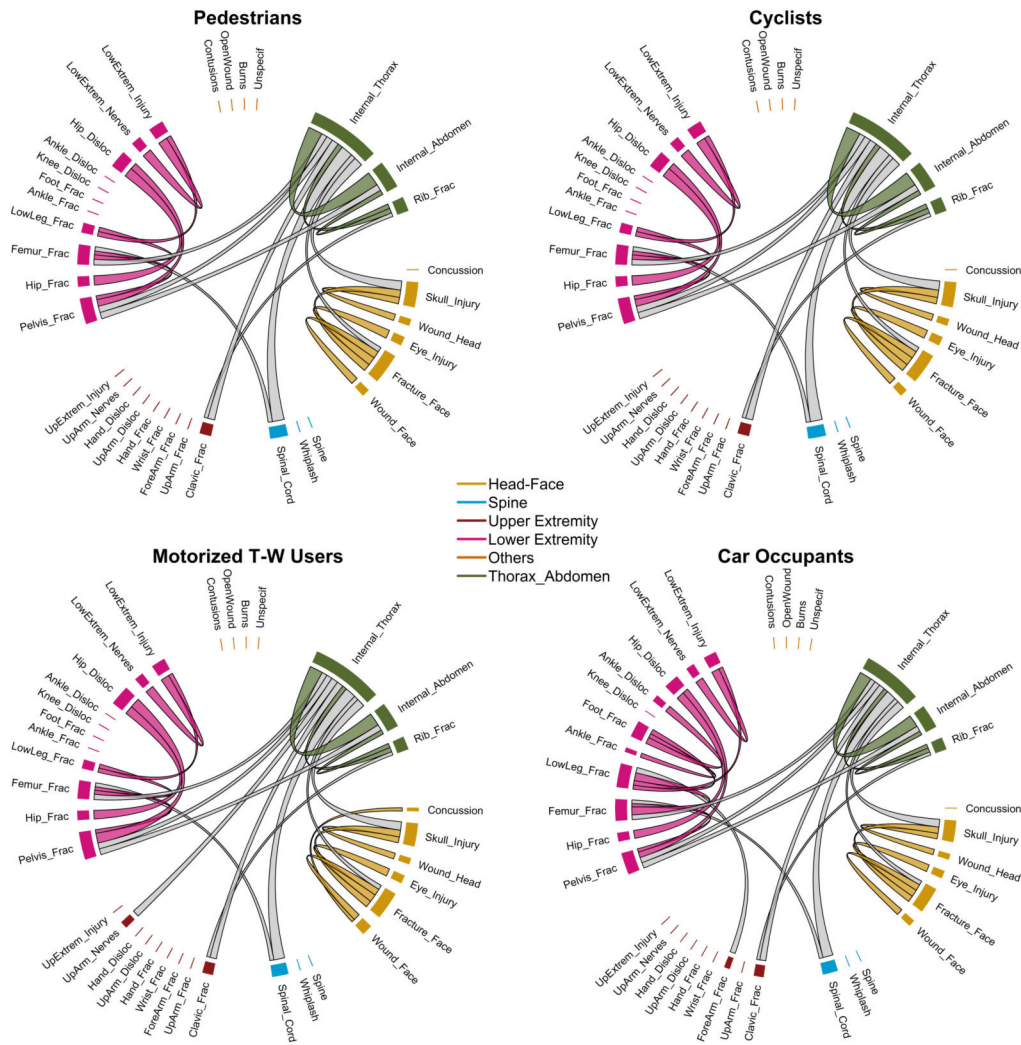 Pedestrians
LowExtrem_Injury
LowExtrem_Nerves
Hip_Disloc
Ankle_Disloc
Knee_Disloc
Foot_Frac
Ankle_Frac
LowLeg_Frac
Femur_Frac
Hip_Frac
Pelvis_Frac
Contusions
OpenWound
Burns
Unspecif
Internal_Thorax
Internal_Abdomen
Rib_Frac
Concussion
Skull_Injury
Wound_Head
Eye_Injury
Fracture_Face
Wound_Face
UpExtrem_Injury
UpArm_Nerves
Hand_Disloc
UpArm_Disloc
Hand_Frac
Wrist_Frac
ForeArm_Frac
UpArm_Frac
Clavic_Frac
Spinal_Cord
Whiplash
Spine
Cyclists
LowExtrem_Injury
LowExtrem_Nerves
Hip_Disloc
Ankle_Disloc
Knee_Disloc
Foot_Frac
Ankle_Frac
LowLeg_Frac
Femur_Frac
Hip_Frac
Pelvis_Frac
Contusions
OpenWound
Burns
Unspecif
Internal_Thorax
Internal_Abdomen
Rib_Frac
Concussion
Skull_Injury
Wound_Head
Eye_Injury
Fracture_Face
Wound_Face
UpExtrem_Injury
UpArm_Nerves
Hand_Disloc
UpArm_Disloc
Hand_Frac
Wrist_Frac
ForeArm_Frac
UpArm_Frac
Clavic_Frac
Spinal_Cord
Whiplash
Spine
Head-Face
Spine
Upper Extremity
Lower Extremity
Others
Thorax_Abdomen
Motorized T-W Users
LowExtrem_Injury
LowExtrem_Nerves
Hip_Disloc
Ankle_Disloc
Knee_Disloc
Foot_Frac
Ankle_Frac
LowLeg_Frac
Femur_Frac
Hip_Frac
Pelvis_Frac
Contusions
OpenWound
Burns
Unspecif
Internal_Thorax
Internal_Abdomen
Rib_Frac
Concussion
Skull_Injury
Wound_Head
Eye_Injury
Fracture_Face
Wound_Face
UpExtrem_Injury
UpArm_Nerves
Hand_Disloc
UpArm_Disloc
Hand_Frac
Wrist_Frac
ForeArm_Frac
UpArm_Frac
Clavic_Frac
Spinal_Cord
Whiplash
Spine
Car Occupants
LowExtrem_Injury
LowExtrem_Nerves
Hip_Disloc
Ankle_Disloc
Knee_Disloc
Foot_Frac
Ankle_Frac
LowLeg_Frac
Femur_Frac
Hip_Frac
Pelvis_Frac
Contusions
OpenWound
Burns
Unspecif
Internal_Thorax
Internal_Abdomen
Rib_Frac
Concussion
Skull_Injury
Wound_Head
Eye_Injury
Fracture_Face
Wound_Face
UpExtrem_Injury
UpArm_Nerves
Hand_Disloc
UpArm_Disloc
Hand_Frac
Wrist_Frac
ForeArm_Frac
UpArm_Frac
Clavic_Frac
Spinal_Cord
Whiplash
Spine